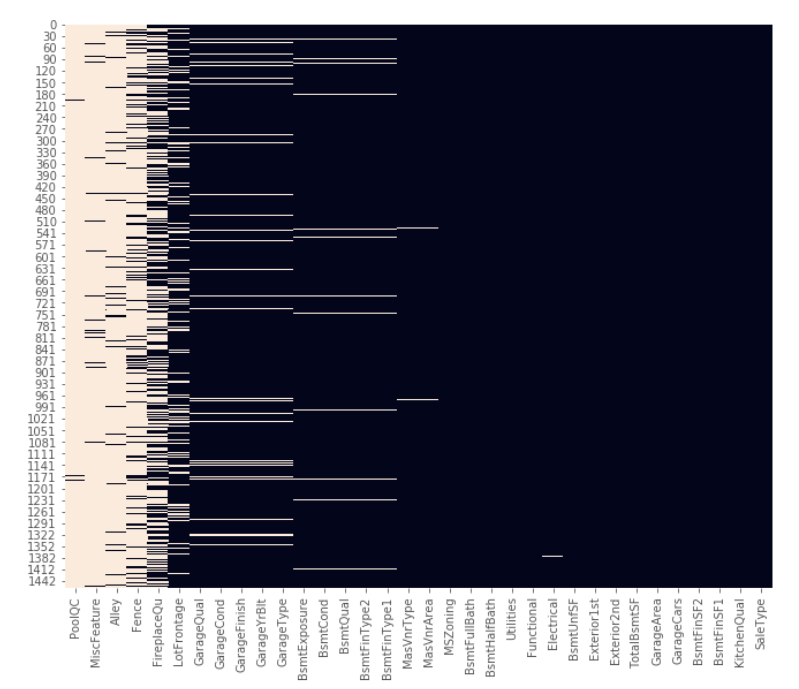 0
30
60
90
120
150
180
210
240
270
300
330
360
390
420
450
480
510
541
571
601
631
661
691
721
751
781
811
841
871
901
931
961
991
1021
1051
1081
1111
1141
1171
1201
1231
1261
1291
1322
1352
1382
1412
1442
PoolQC
MiscFeature
Alley
Fence
FireplaceQu
LotFrontage
GarageQual
GarageCond
GarageFinish
GarageYrBlt
GarageType
BsmtExposure
BsmtCond
BsmtQual
BsmtFinType2
BsmtFinType1
MasVnrType
MasVnrArea
MSZoning
BsmtFullBath
BsmtHalfBath
Utilities
Functional
Electrical
BsmtUnfSF
Exterior1st
Exterior2nd
TotalBsmtSF
GarageArea
GarageCars
BsmtFinSF2
BsmtFinSF1
KitchenQual
SaleType